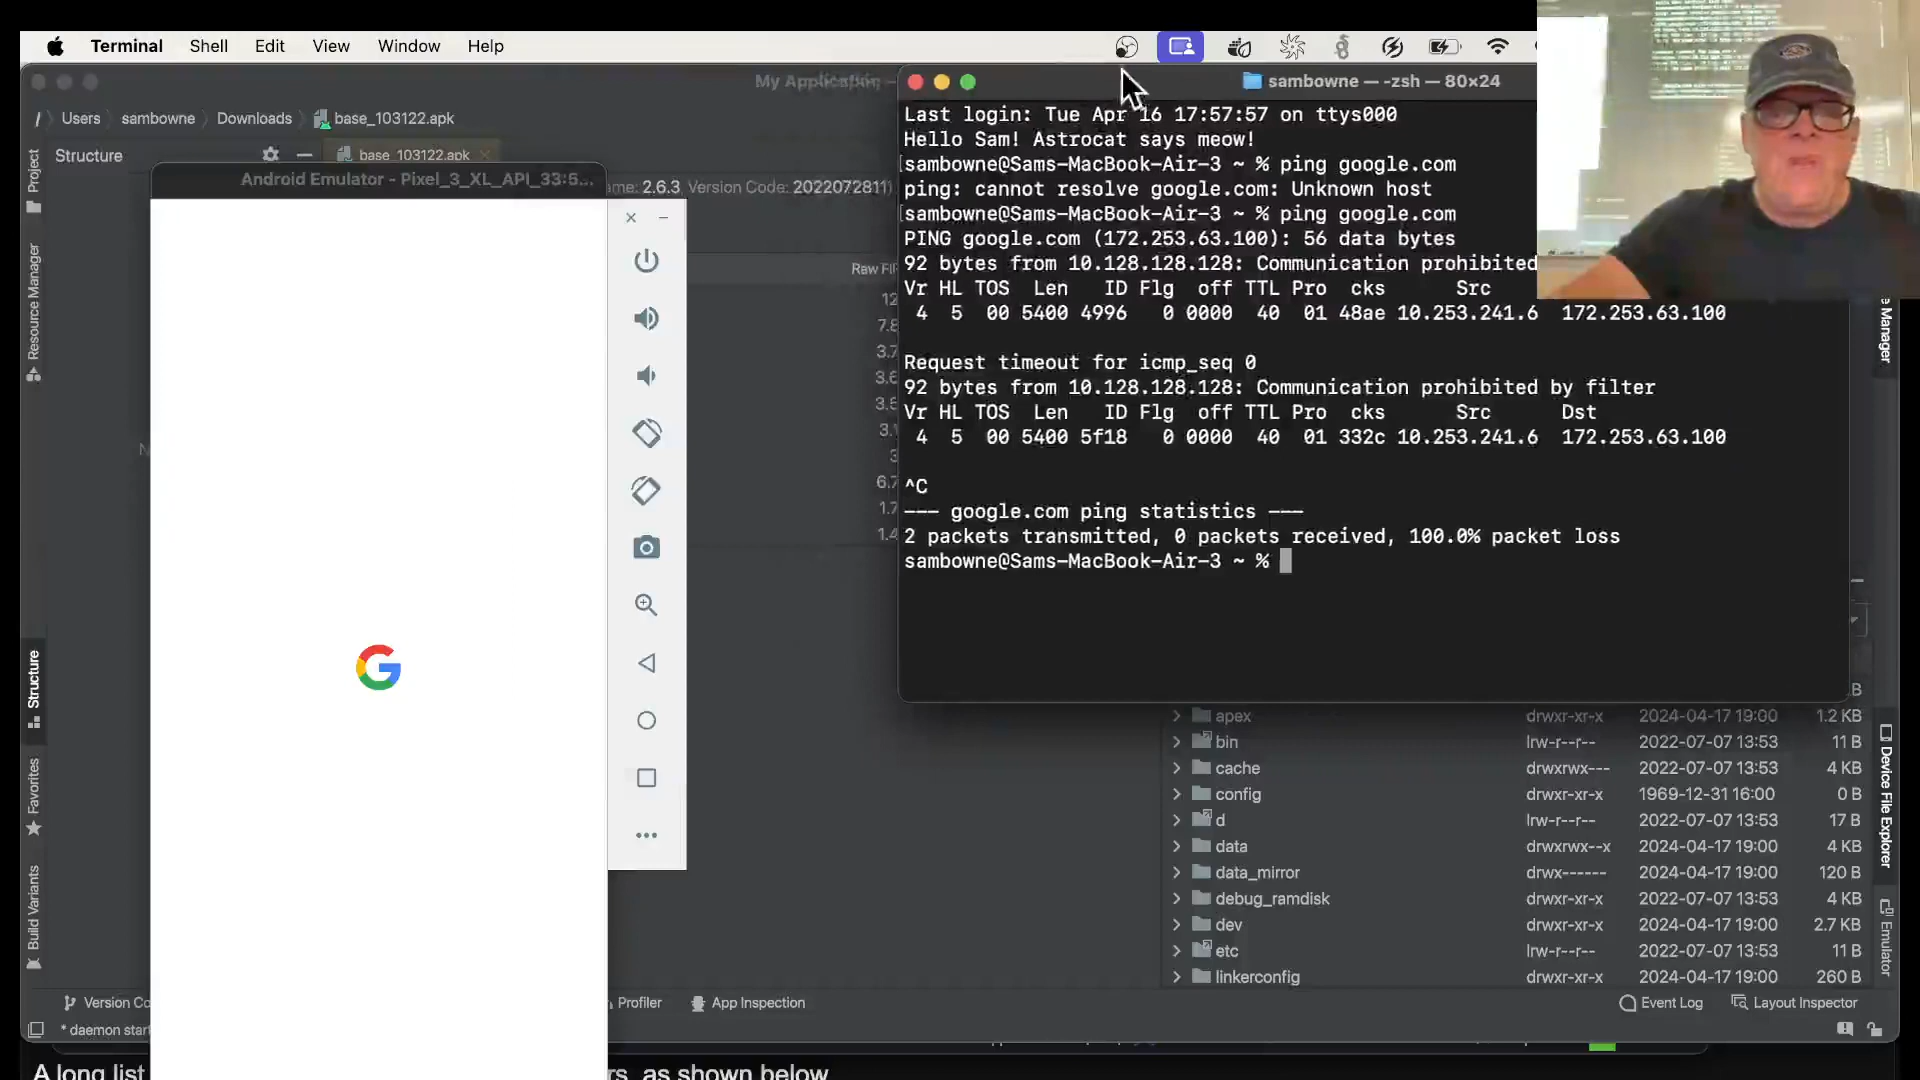 Terminal Shell Edit View Window Help
My Application
sambowne — -zsh — 80x24
/ Users sambowne Downloads base_103122.apk
Structure
base_103122.apk
Android Emulator - Pixel_3_XL_API_33:5...
2.6.3, Version Code: 2022072811)
Project
Resource Manager
Structure
Favorites
Build Variants
Last login: Tue Apr 16 17:57:57 on ttys000
Hello Sam! Astrocat says meow!
[sambowne@Sams-MacBook-Air-3 ~ % ping google.com
ping: cannot resolve google.com: Unknown host
[sambowne@Sams-MacBook-Air-3 ~ % ping google.com
PING google.com (172.253.63.100): 56 data bytes
92 bytes from 10.128.128.128: Communication prohibited
Vr HL TOS Len ID Flg off TTL Pro cks Src
4 5 00 5400 4996 0 0000 40 01 48ae 10.253.241.6 172.253.63.100
Request timeout for icmp_seq 0
92 bytes from 10.128.128.128: Communication prohibited by filter
Vr HL TOS Len ID Flg off TTL Pro cks Src Dst
4 5 00 5400 5f18 0 0000 40 01 332c 10.253.241.6 172.253.63.100
^C
--- google.com ping statistics ---
2 packets transmitted, 0 packets received, 100.0% packet loss
sambowne@Sams-MacBook-Air-3 ~ %
apex drwxr-xr-x 2024-04-17 19:00 1.2 KB
bin lrw-r--r-- 2022-07-07 13:53 11 B
cache drwxrwx--- 2022-07-07 13:53 4 KB
config drwxr-xr-x 1969-12-31 16:00 0 B
d lrw-r--r-- 2022-07-07 13:53 17 B
data drwxrwx--x 2024-04-17 19:00 4 KB
data_mirror drwx------ 2024-04-17 19:00 120 B
debug_ramdisk drwxr-xr-x 2022-07-07 13:53 4 KB
dev drwxr-xr-x 2024-04-17 19:00 2.7 KB
etc lrw-r--r-- 2022-07-07 13:53 11 B
linkerconfig drwxr-xr-x 2024-04-17 19:00 260 B
Manager
Device File Explorer
Emulator
Version Profiler App Inspection Event Log Layout Inspector
* daemon
A long list as shown below